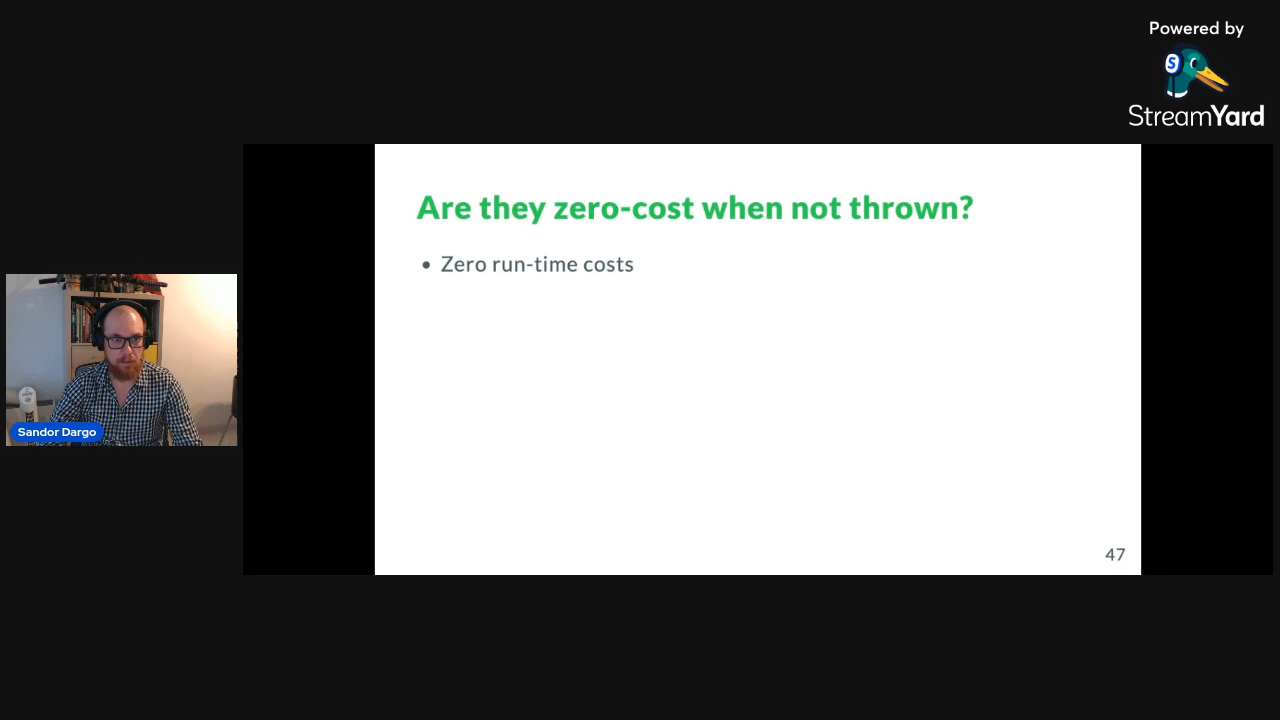 Powered by
S
StreamYard
Are they zero-cost when not thrown?
• Zero run-time costs
Sandor Dargo
47